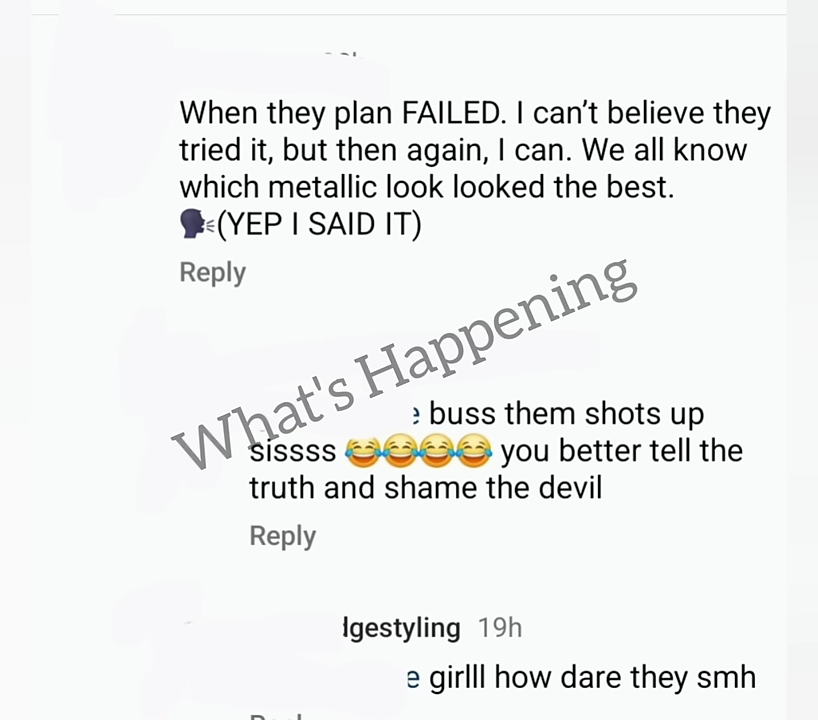 When they plan FAILED. I can't believe they
tried it, but then again, I can. We all know
which metallic look looked the best.
🗣(YEP I SAID IT)
Reply
What's Happening
buss them shots up
sissss 😂😂😂😂 you better tell the
truth and shame the devil
Reply
lgestyling 19h
e girlll how dare they smh